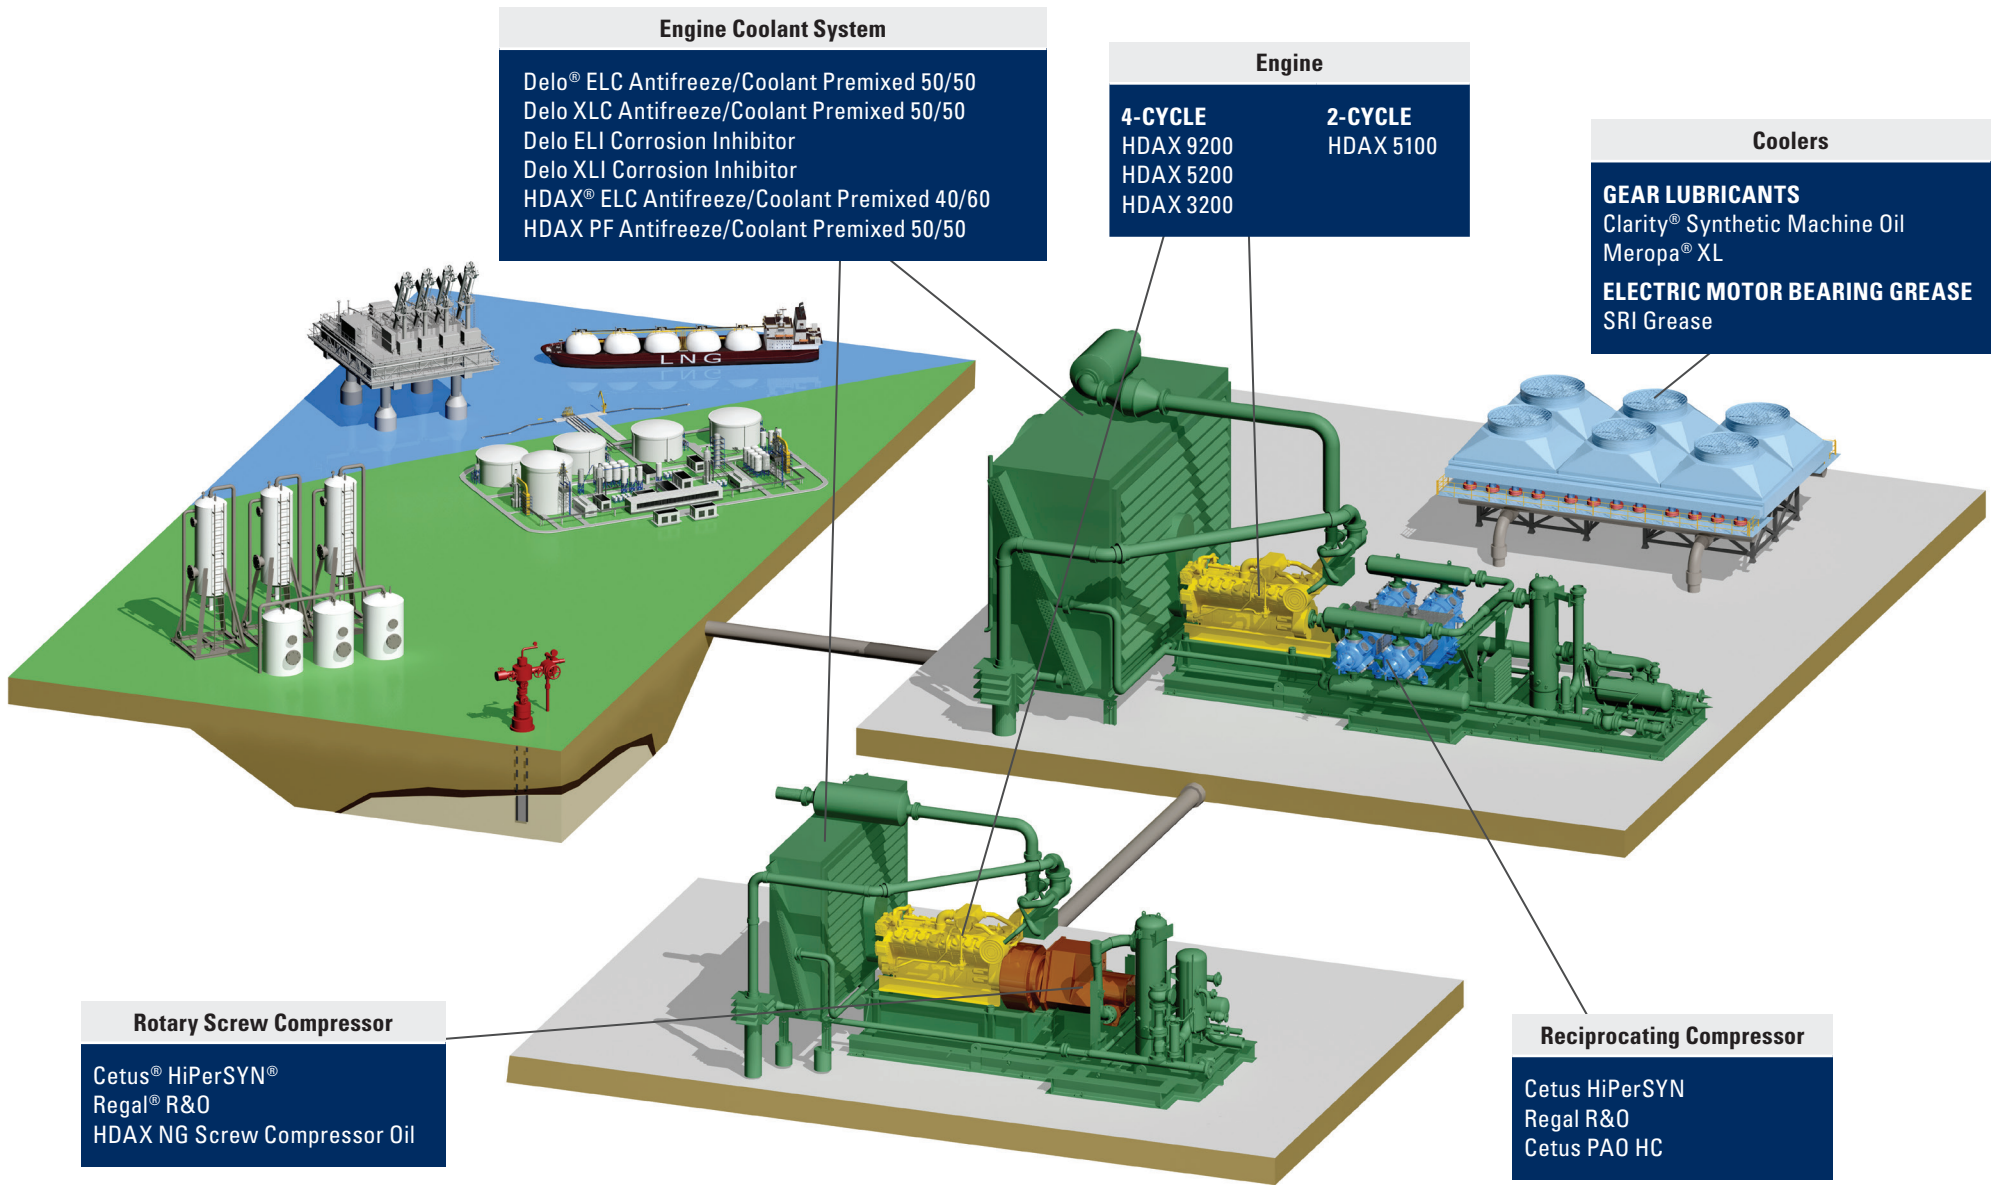 Engine Coolant System
Delo® ELC Antifreeze/Coolant Premixed 50/50
Delo XLC Antifreeze/Coolant Premixed 50/50
Delo ELI Corrosion Inhibitor
Delo XLI Corrosion Inhibitor
HDAX® ELC Antifreeze/Coolant Premixed 40/60
HDAX PF Antifreeze/Coolant Premixed 50/50
Engine
4-CYCLE
HDAX 9200
HDAX 5200
HDAX 3200
2-CYCLE
HDAX 5100
Coolers
GEAR LUBRICANTS
Clarity® Synthetic Machine Oil
Meropa® XL
ELECTRIC MOTOR BEARING GREASE
SRI Grease
LNG
Rotary Screw Compressor
Cetus® HiPerSYN®
Regal® R&O
HDAX NG Screw Compressor Oil
Reciprocating Compressor
Cetus HiPerSYN
Regal R&O
Cetus PAO HC